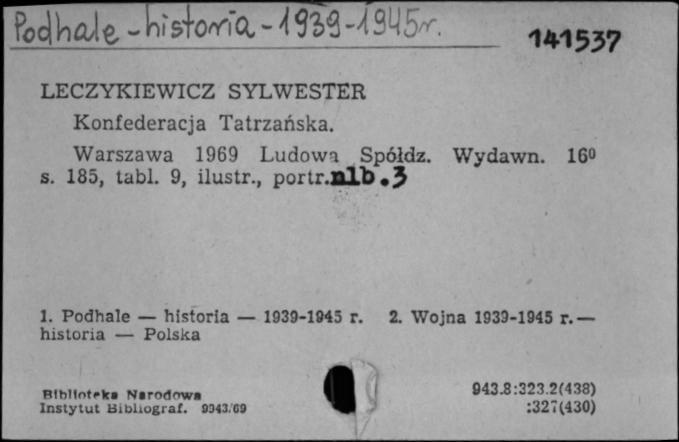 Podhale - historia - 1939-1945r.
141537
LECZYKIEWICZ SYLWESTER
Konfederacja Tatrzańska.
Warszawa 1969 Ludowa Spółdz. Wydawn. 16⁰
s. 185, tabl. 9, ilustr., portr. nlb. 3
1. Podhale — historia — 1939-1945 r. 2. Wojna 1939-1945 r. —
historia — Polska
Biblioteka Narodowa
Instytut Bibliograf. 9943/69
943.8:323.2(438)
:327(430)